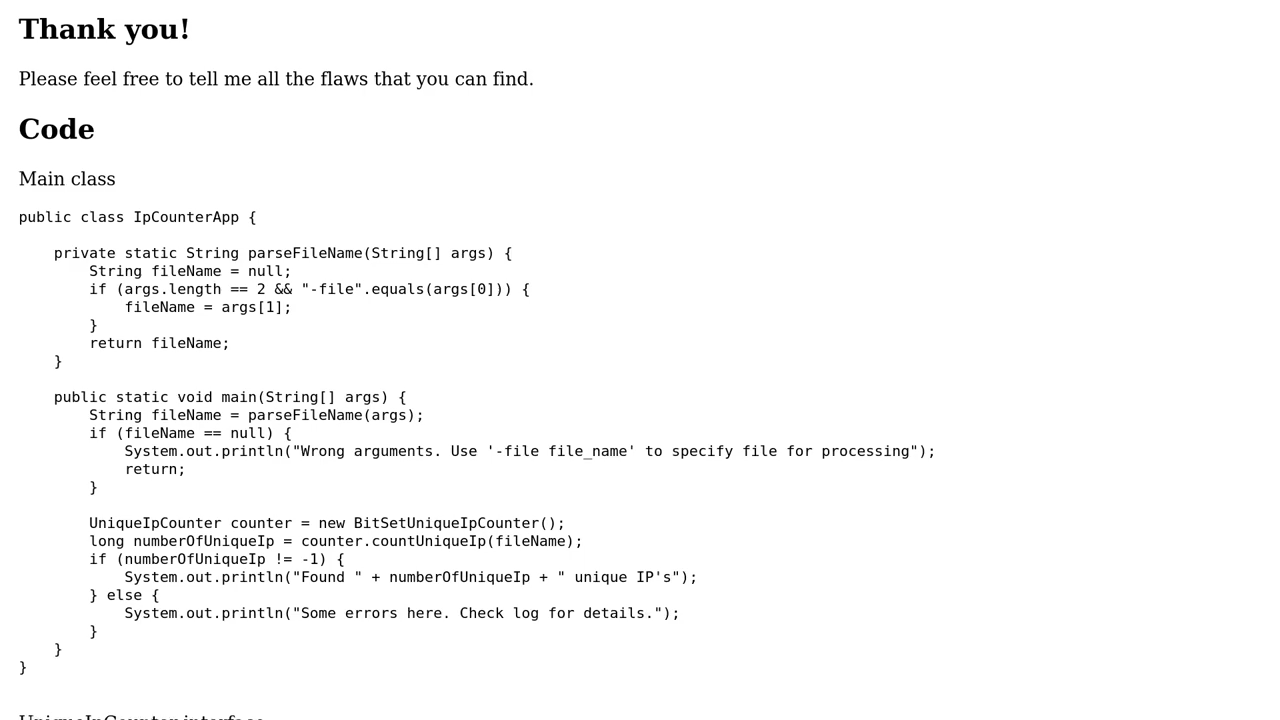 Thank you!
Please feel free to tell me all the flaws that you can find.
Code
Main class
public class IpCounterApp {
    private static String parseFileName(String[] args) {
        String fileName = null;
        if (args.length == 2 && "-file".equals(args[0])) {
            fileName = args[1];
        }
        return fileName;
    }
    public static void main(String[] args) {
        String fileName = parseFileName(args);
        if (fileName == null) {
            System.out.println("Wrong arguments. Use '-file file_name' to specify file for processing");
            return;
        }
        UniqueIpCounter counter = new BitSetUniqueIpCounter();
        long numberOfUniqueIp = counter.countUniqueIp(fileName);
        if (numberOfUniqueIp != -1) {
            System.out.println("Found " + numberOfUniqueIp + " unique IP's");
        } else {
            System.out.println("Some errors here. Check log for details.");
        }
    }
}
UniqueIpCounter interface